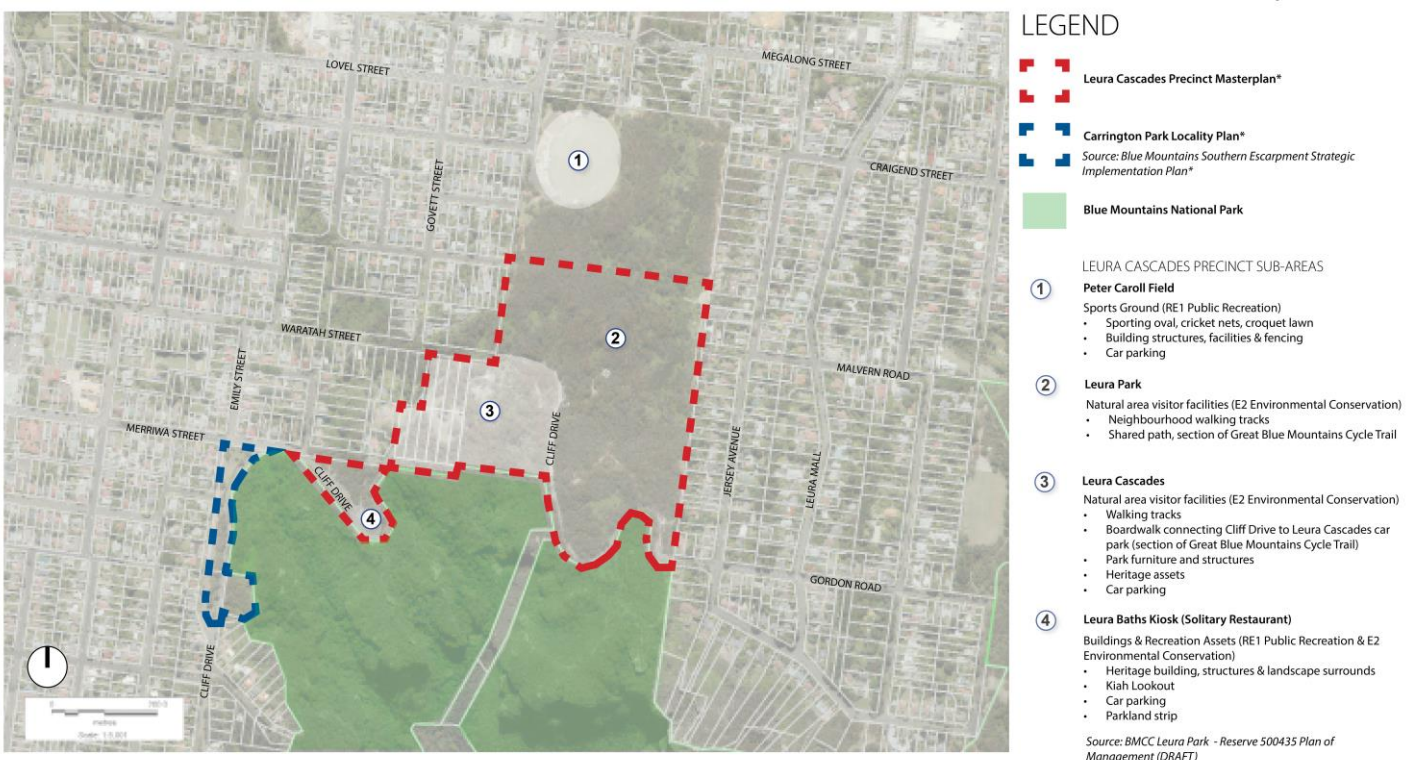 LEGEND
Leura Cascades Precinct Masterplan*
Carrington Park Locality Plan*
Source: Blue Mountains Southern Escarpment Strategic
Implementation Plan*
Blue Mountains National Park
LEURA CASCADES PRECINCT SUB-AREAS
1
Peter Caroll Field
Sports Ground (RE1 Public Recreation)
• Sporting oval, cricket nets, croquet lawn
• Building structures, facilities & fencing
• Car parking
2
Leura Park
Natural area visitor facilities (E2 Environmental Conservation)
• Neighbourhood walking tracks
• Shared path, section of Great Blue Mountains Cycle Trail
3
Leura Cascades
Natural area visitor facilities (E2 Environmental Conservation)
• Walking tracks
• Boardwalk connecting Cliff Drive to Leura Cascades car
park (section of Great Blue Mountains Cycle Trail)
• Park furniture and structures
• Heritage assets
• Car parking
4
Leura Baths Kiosk (Solitary Restaurant)
Buildings & Recreation Assets (RE1 Public Recreation & E2
Environmental Conservation)
• Heritage building, structures & landscape surrounds
• Kiah Lookout
• Car parking
• Parkland strip
Source: BMCC Leura Park - Reserve 500435 Plan of
Management (DRAFT)
LOVEL STREET
MEGALONG STREET
1
CRAIGEND STREET
GOVETT STREET
WARATAH STREET
2
MALVERN ROAD
EMILY STREET
3
MERRIWA STREET
CLIFF DRIVE
CLIFF DRIVE
JERSEY AVENUE
LEURA MALL
4
GORDON ROAD
CLIFF DRIVE
0
metres